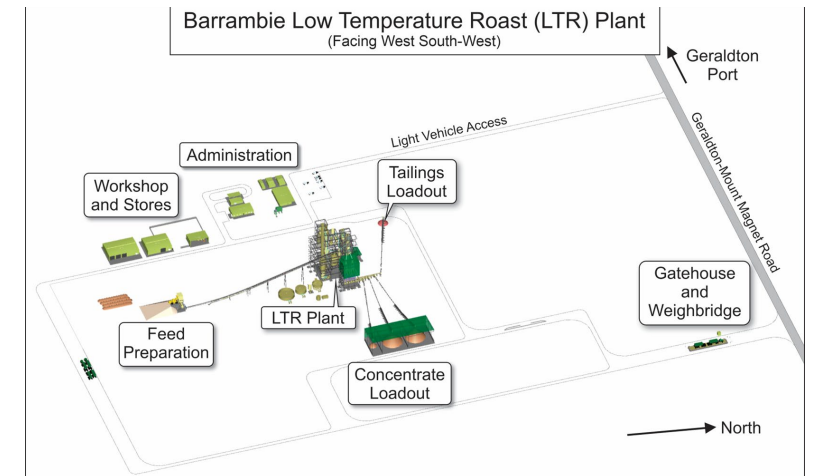 Barrambie Low Temperature Roast (LTR) Plant
(Facing West South-West)
Geraldton
Port
Light Vehicle Access
Geraldton-Mount Magnet Road
Administration
Tailings
Loadout
Workshop
and Stores
Gatehouse
and
Weighbridge
LTR Plant
Feed
Preparation
Concentrate
Loadout
North